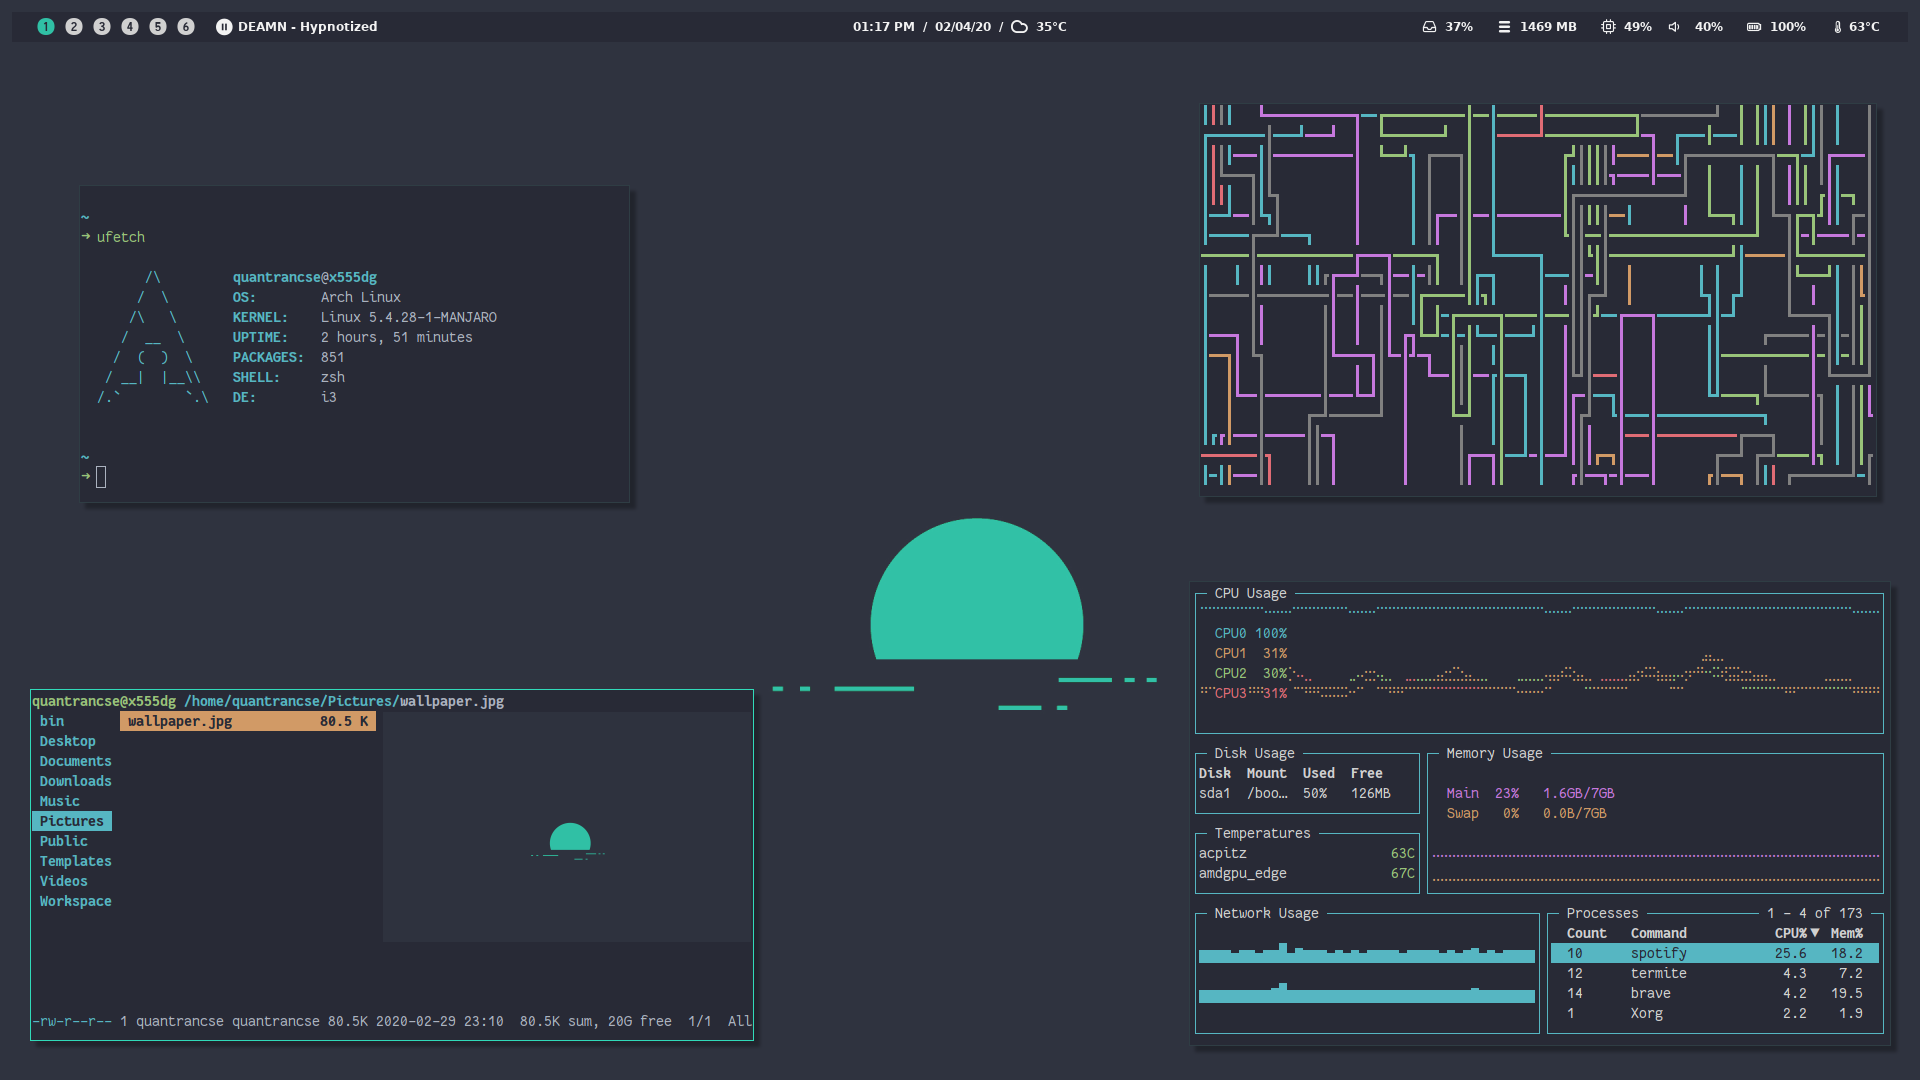 1 2 3 4 5 6 DEAMN - Hypnotized 01:17 PM / 02/04/20 / 35°C 37% 1469 MB 49% 40% 100% 63°C
~
➜ ufetch
/\
/  \
/\   \
/  __  \
/  (  )  \
/ __|  |__\\
/.`        `.\
quantrancse@x555dg
OS: Arch Linux
KERNEL: Linux 5.4.28-1-MANJARO
UPTIME: 2 hours, 51 minutes
PACKAGES: 851
SHELL: zsh
DE: i3
~
➜
quantrancse@x555dg /home/quantrancse/Pictures/wallpaper.jpg
bin
Desktop
Documents
Downloads
Music
Pictures
Public
Templates
Videos
Workspace
wallpaper.jpg 80.5 K
-rw-r--r-- 1 quantrancse quantrancse 80.5K 2020-02-29 23:10 80.5K sum, 20G free 1/1 All
CPU Usage
CPU0 100%
CPU1 31%
CPU2 30%
CPU3 31%
Disk Usage
Disk Mount Used Free
sda1 /boo… 50% 126MB
Memory Usage
Main 23% 1.6GB/7GB
Swap 0% 0.0B/7GB
Temperatures
acpitz 63C
amdgpu_edge 67C
Network Usage
Processes 1 - 4 of 173
Count Command CPU%▼ Mem%
10 spotify 25.6 18.2
12 termite 4.3 7.2
14 brave 4.2 19.5
1 Xorg 2.2 1.9